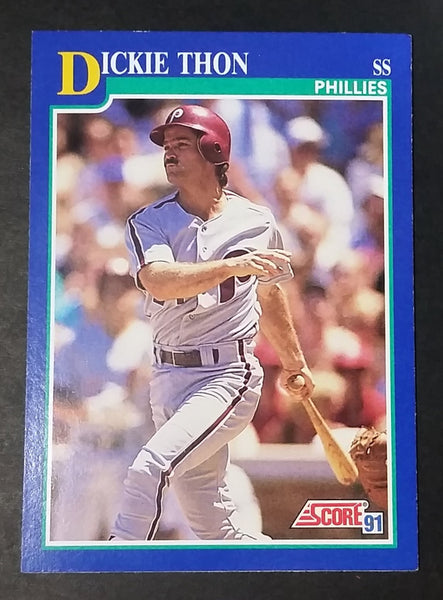 DICKIE THON
SS
PHILLIES
P
SCORE® 91